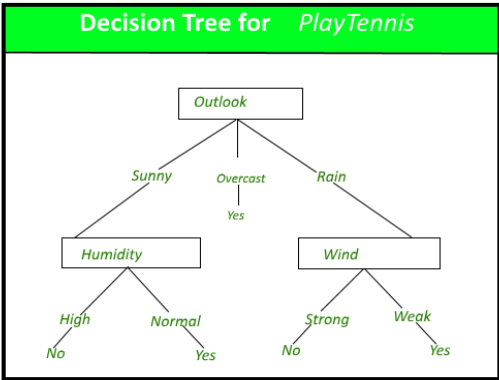 Decision Tree for PlayTennis
Outlook
Sunny Overcast Rain
Yes
Humidity Wind
High Normal Strong Weak
No Yes No Yes